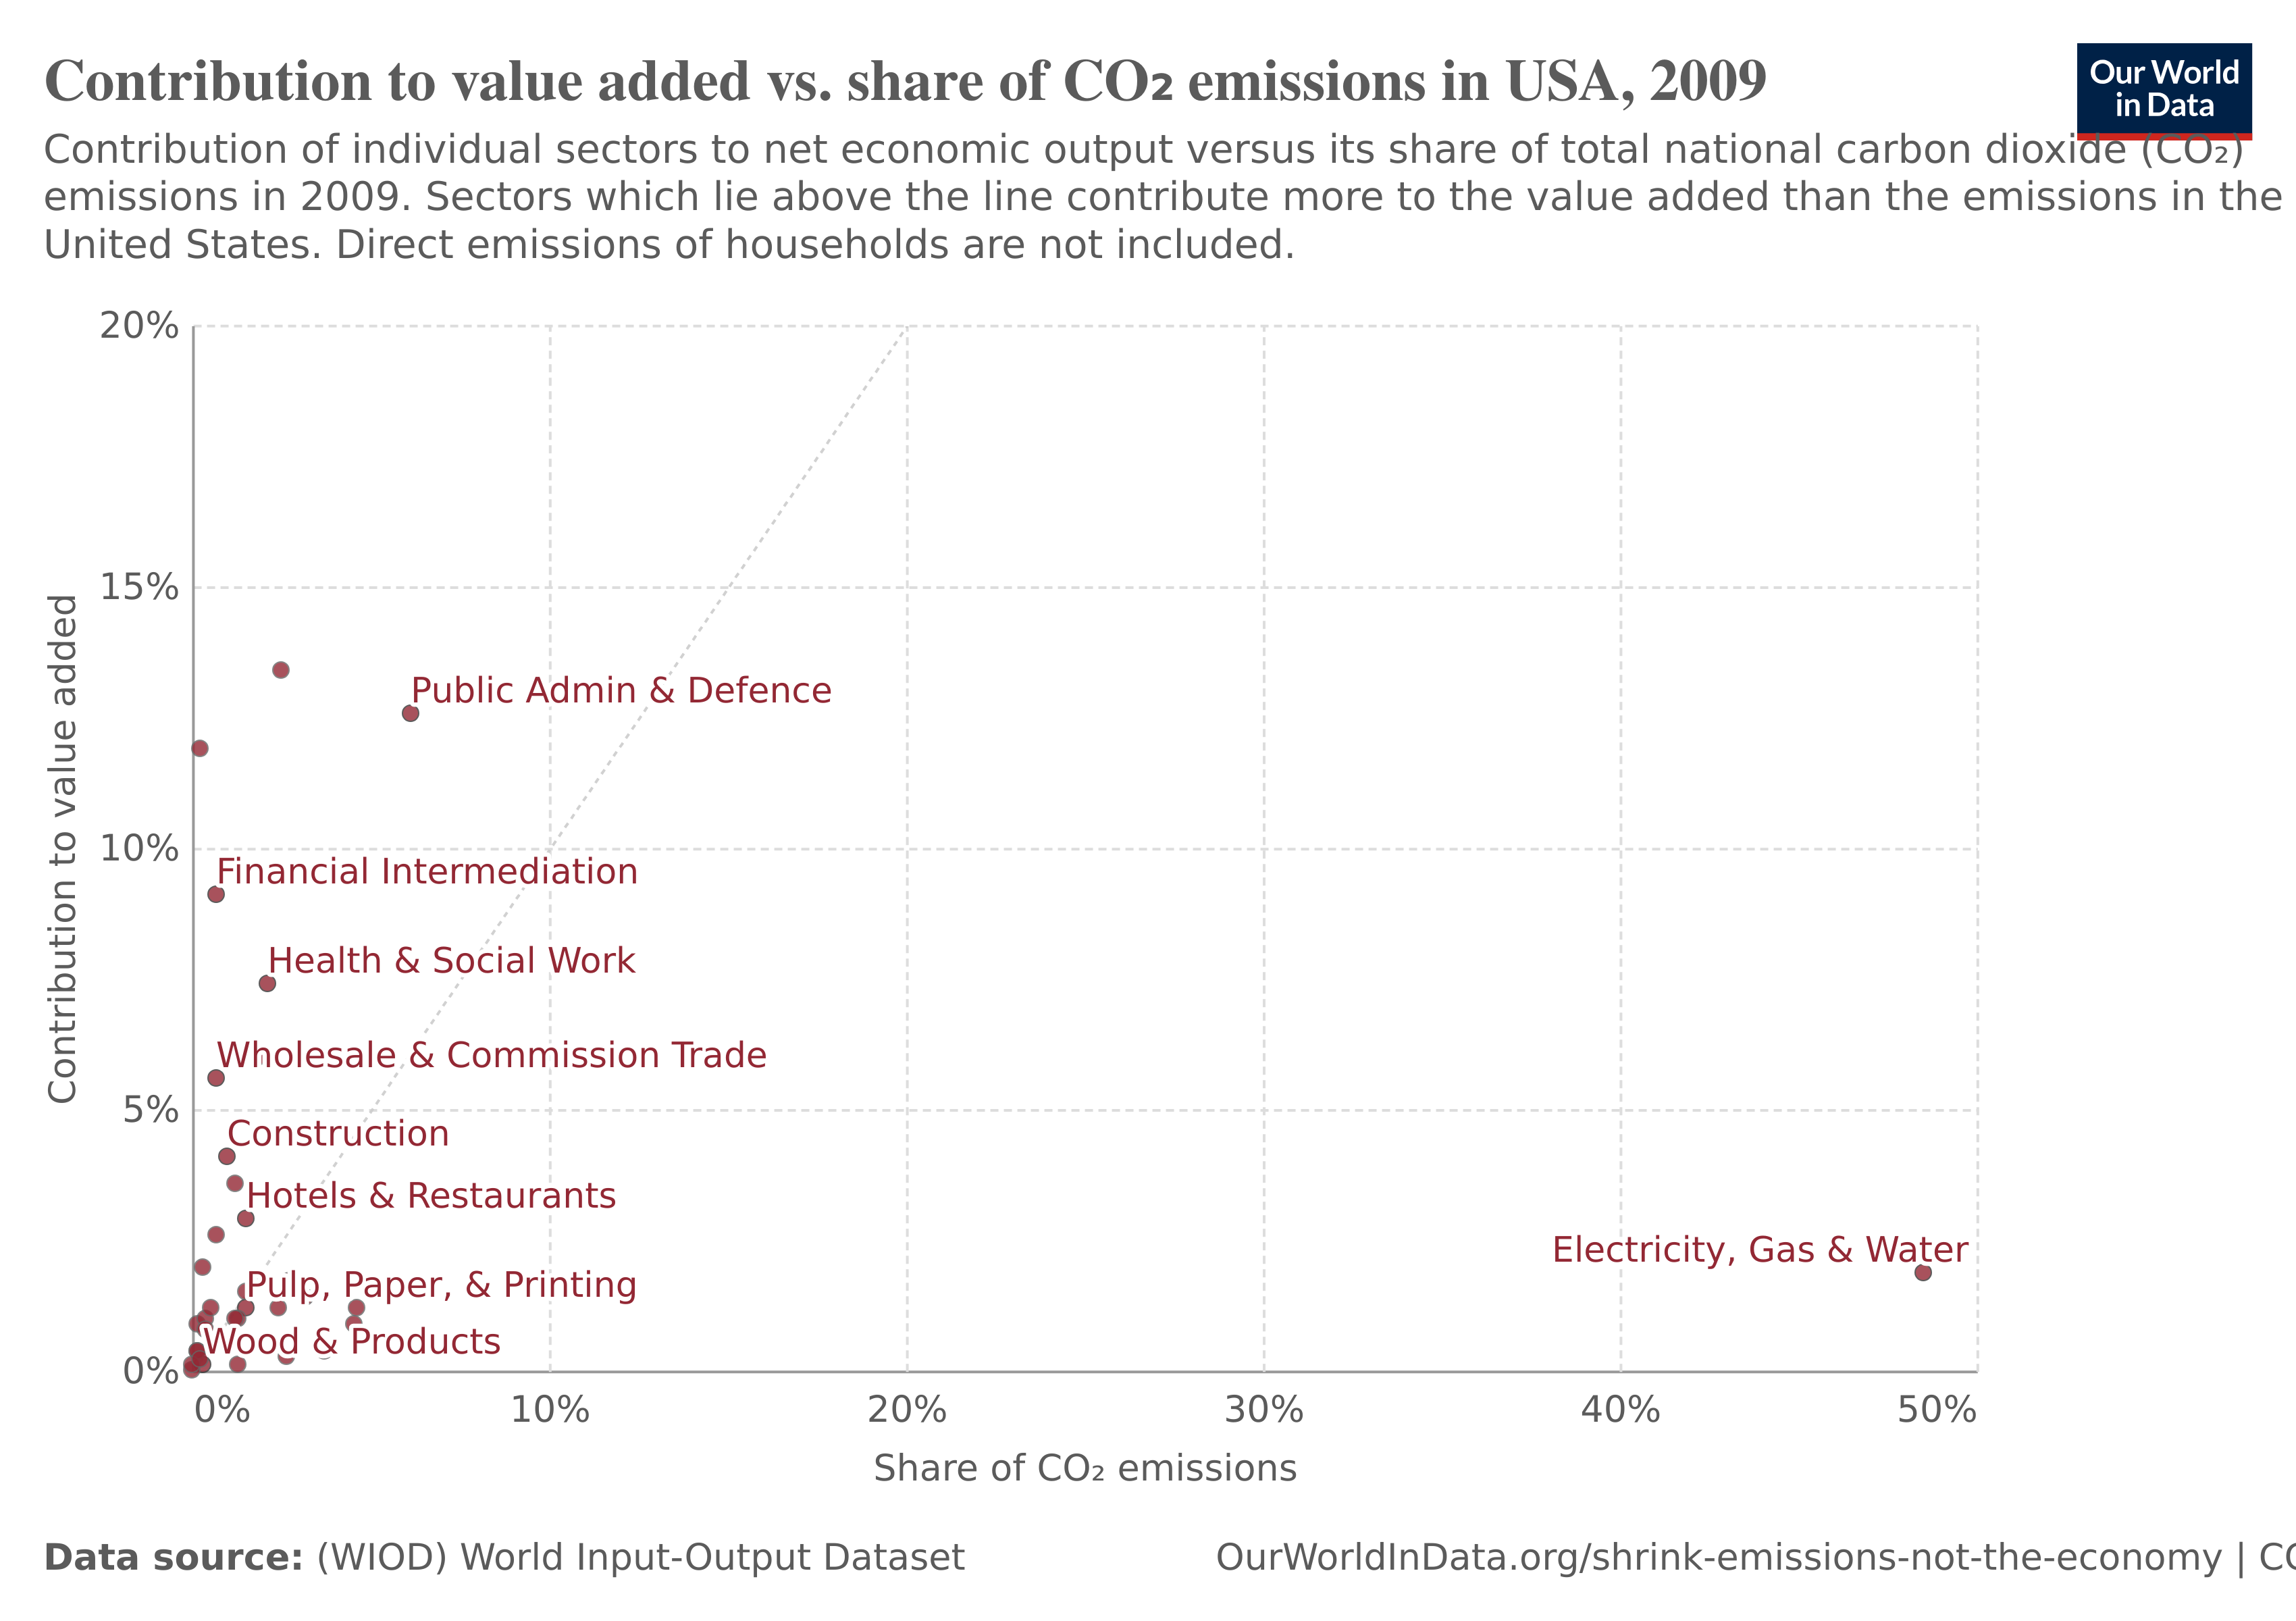 Contribution to value added vs. share of CO₂ emissions in USA, 2009
Our World
in Data
Contribution of individual sectors to net economic output versus its share of total national carbon dioxide (CO₂)
emissions in 2009. Sectors which lie above the line contribute more to the value added than the emissions in the
United States. Direct emissions of households are not included.
20%
15%
10%
5%
0%
Contribution to value added
Public Admin & Defence
Financial Intermediation
Health & Social Work
Wholesale & Commission Trade
Construction
Hotels & Restaurants
Electricity, Gas & Water
Pulp, Paper, & Printing
Wood & Products
0%
10%
20%
30%
40%
50%
Share of CO₂ emissions
Data source: (WIOD) World Input-Output Dataset
OurWorldInData.org/shrink-emissions-not-the-economy |